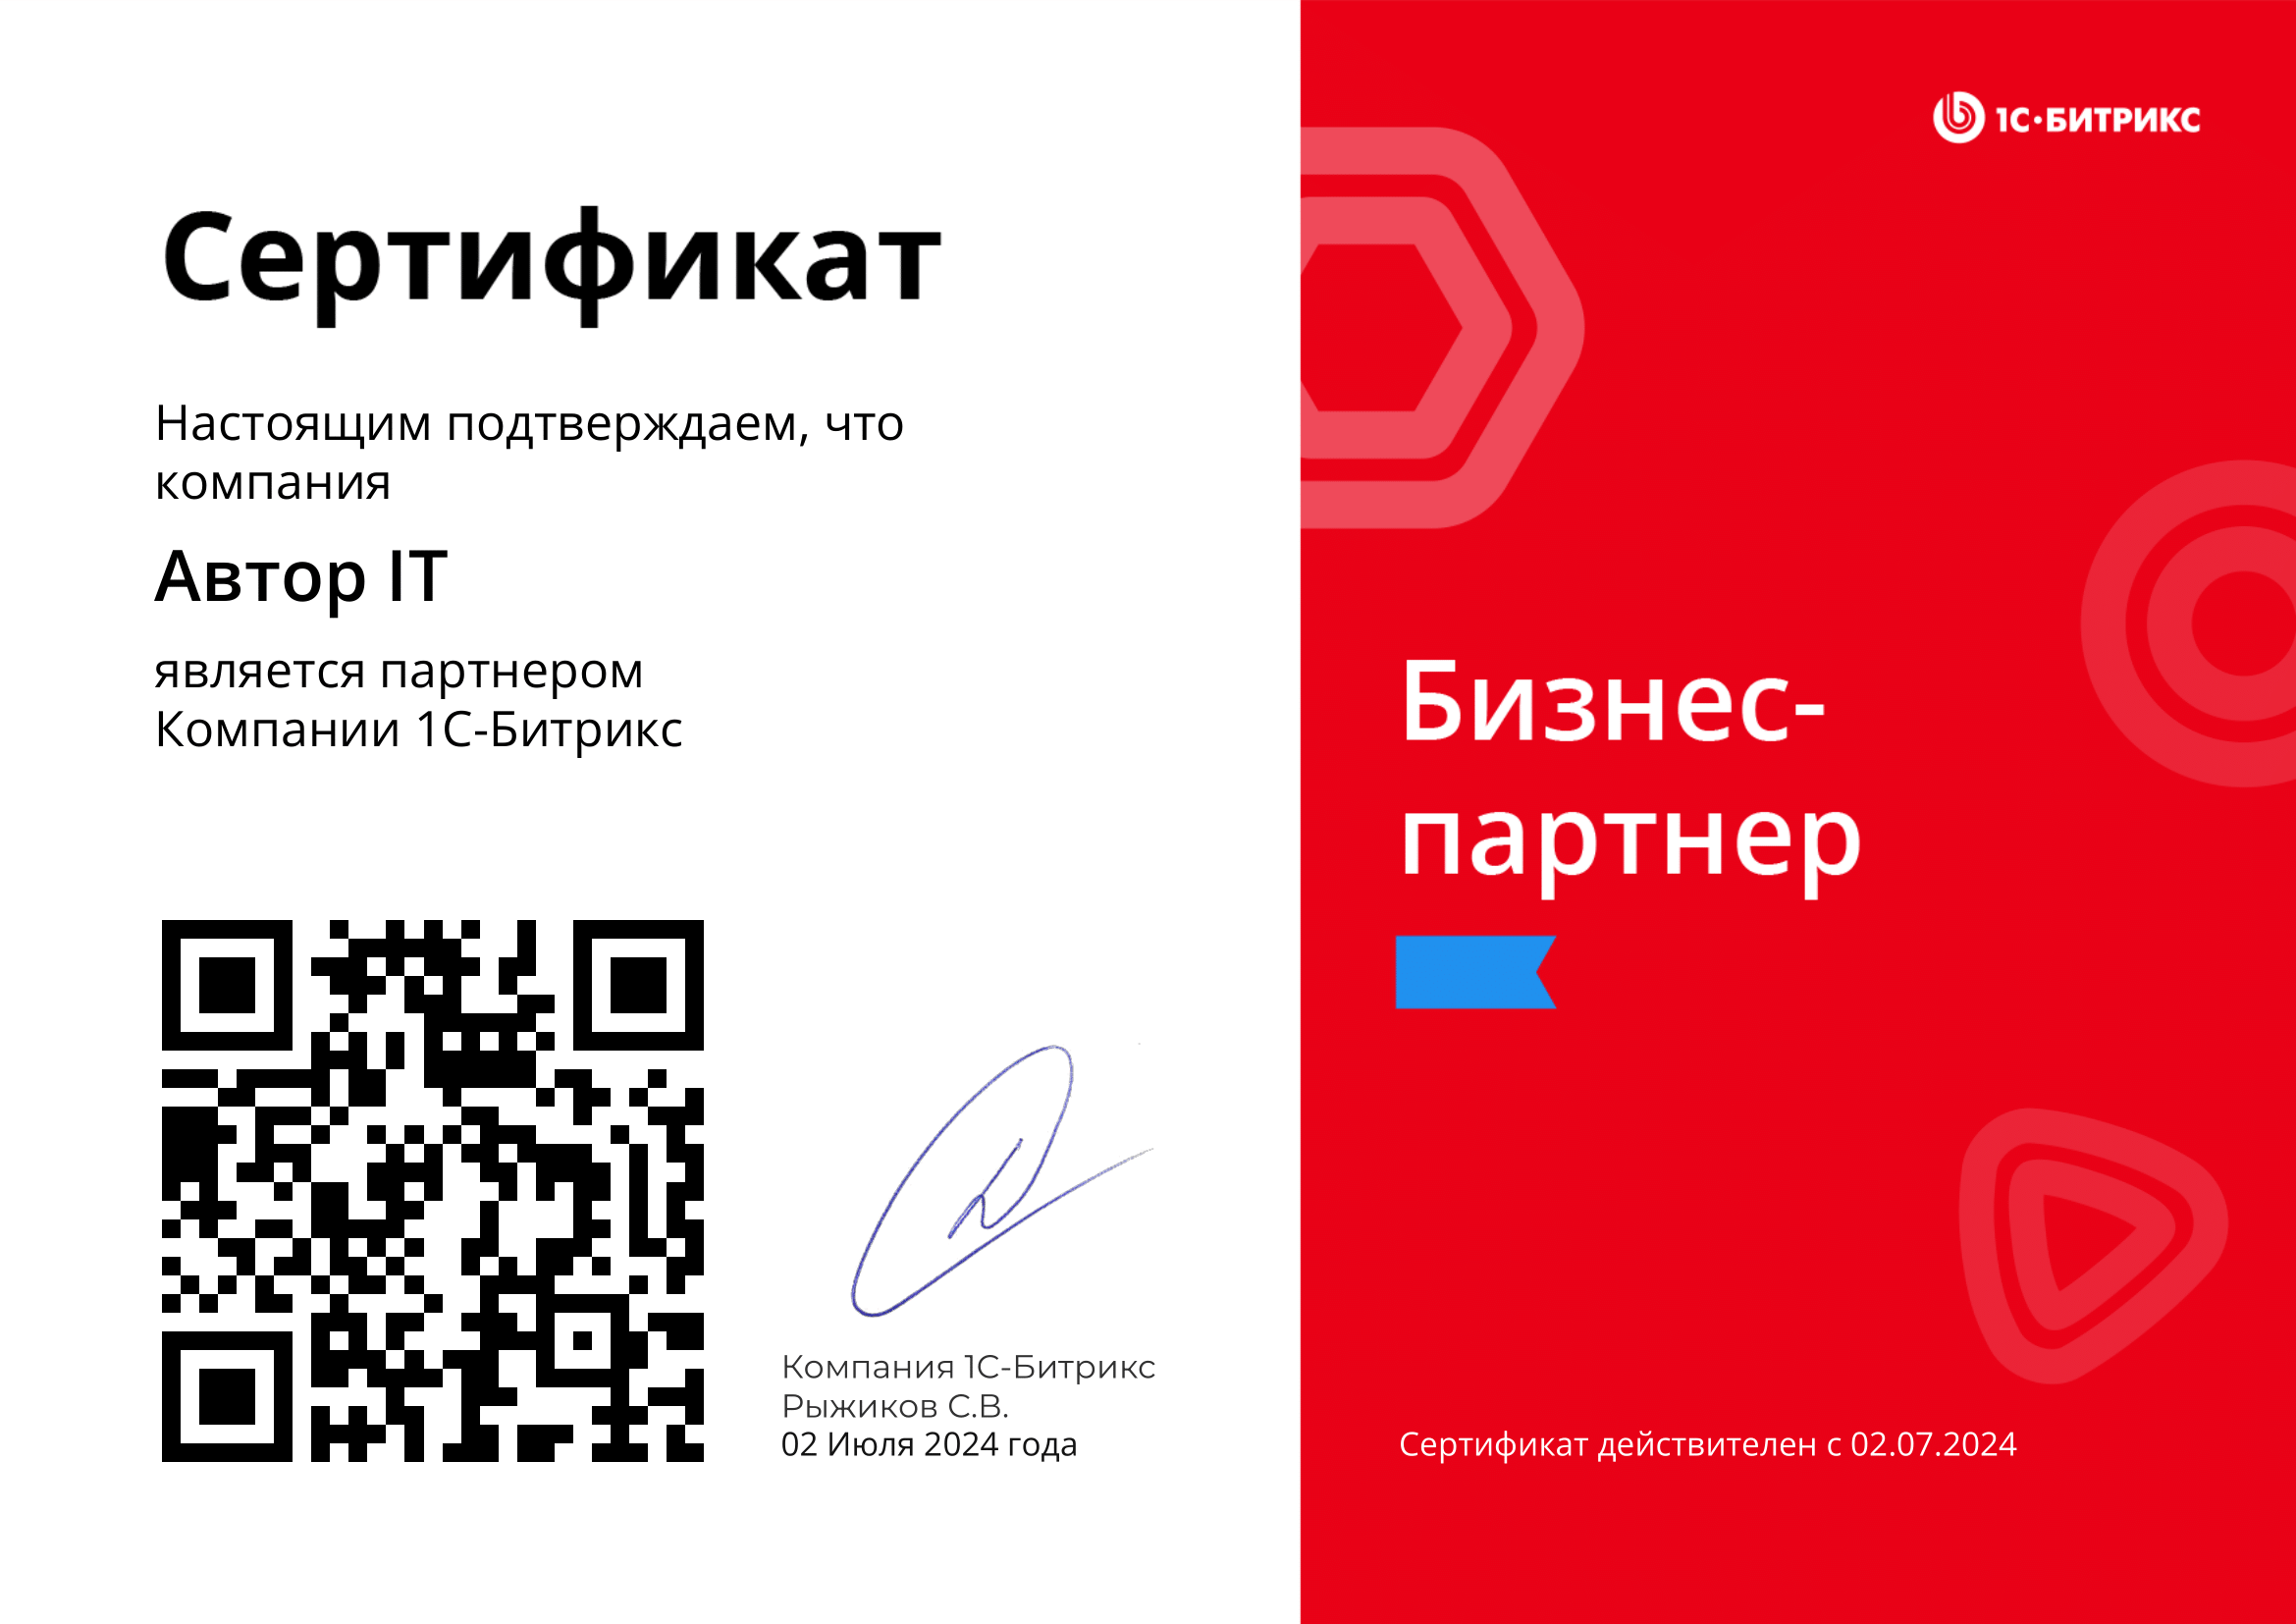 Сертификат
Настоящим подтверждаем, что
компания
Автор IT
является партнером
Компании 1С-Битрикс
Компания 1С-Битрикс
Рыжиков С.В.
02 Июля 2024 года
1С•БИТРИКС
Бизнес-
партнер
Сертификат действителен с 02.07.2024